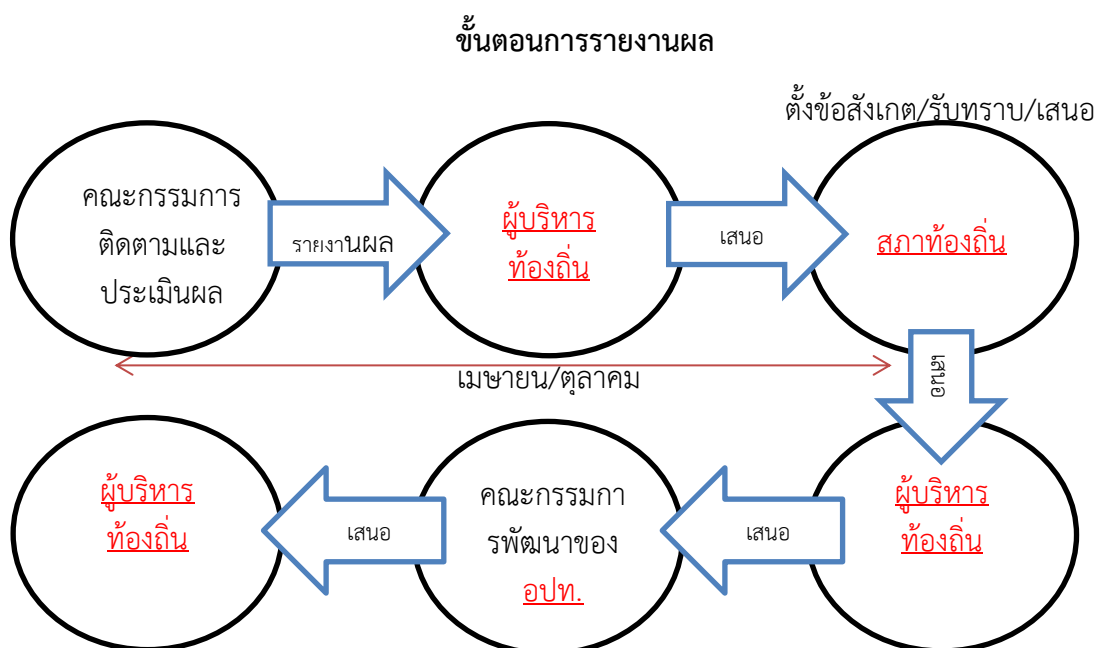 ขั้นตอนการรายงานผล
ตั้งข้อสังเกต/รับทราบ/เสนอ
คณะกรรมการ
ติดตามและ
ประเมินผล
รายงานผล
ผู้บริหาร
ท้องถิ่น
เสนอ
สภาท้องถิ่น
เมษายน/ตุลาคม
เสนอ
ผู้บริหาร
ท้องถิ่น
เสนอ
คณะกรรมกา
รพัฒนาของ
อปท.
เสนอ
ผู้บริหาร
ท้องถิ่น